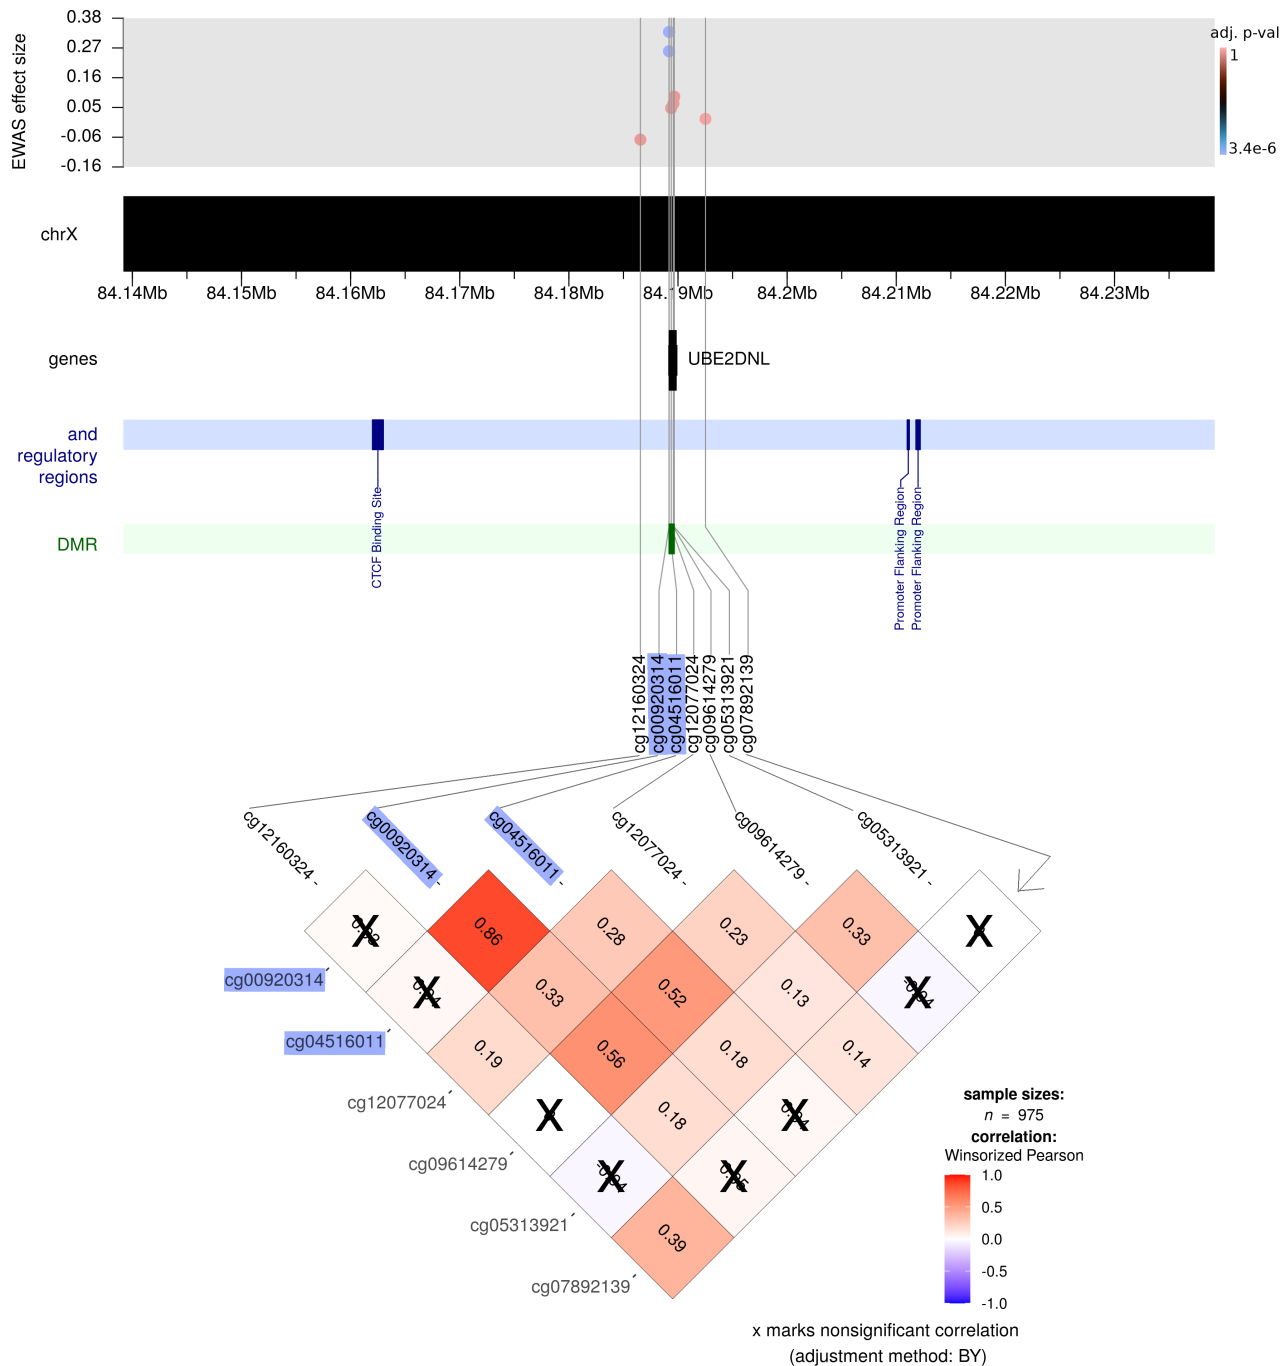 0.38
0.27
0.16
0.05
-0.06
-0.16
EWAS effect size
adj. p-val
1
3.4e-6
chrX
84.14Mb 84.15Mb 84.16Mb 84.17Mb 84.18Mb 84.19Mb 84.2Mb 84.21Mb 84.22Mb 84.23Mb
genes
UBE2DNL
and
regulatory
regions
CTCF Binding Site
Promoter Flanking Region
Promoter Flanking Region
DMR
cg12160324
cg00920314
cg04516011
cg12077024
cg09614279
cg05313921
cg07892139
cg12160324 -
cg00920314 -
cg04516011 -
cg12077024 -
cg09614279 -
cg05313921 -
X 0.86 0.28 0.23 0.33 X
X 0.33 0.52 0.13 X
0.19 0.56 0.18 0.14
X 0.18 X
X X
0.39
cg00920314
cg04516011
cg12077024
cg09614279
cg05313921
cg07892139
sample sizes:
n = 975
correlation:
Winsorized Pearson
1.0
0.5
0.0
-0.5
-1.0
x marks nonsignificant correlation
(adjustment method: BY)